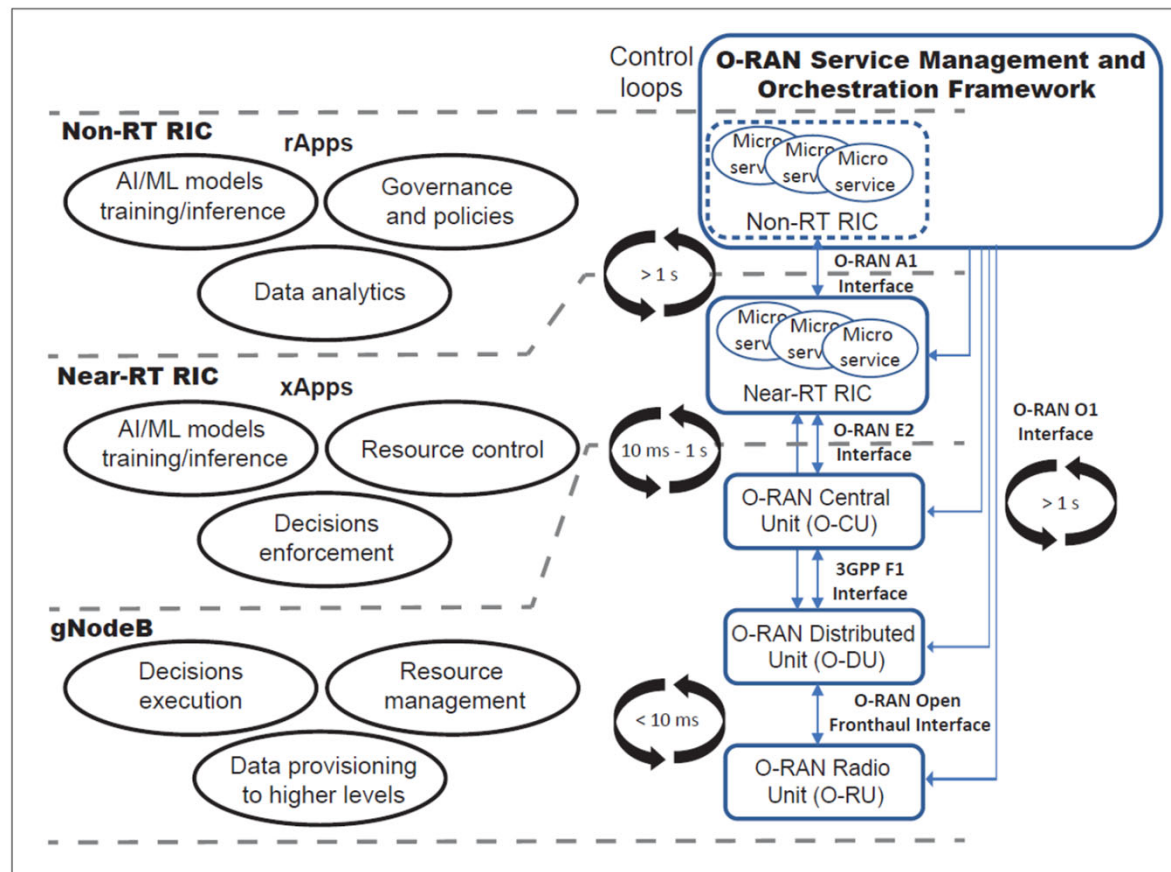 Control
loops
O-RAN Service Management and
Orchestration Framework
Non-RT RIC
rApps
AI/ML models
training/inference
Governance
and policies
Data analytics
Micro
serv
Micro
serv
Micro
service
Non-RT RIC
> 1 s
O-RAN A1
Interface
Near-RT RIC
xApps
AI/ML models
training/inference
Resource control
Decisions
enforcement
Micro
serv
Micro
serv
Micro
service
Near-RT RIC
10 ms - 1 s
O-RAN E2
Interface
O-RAN O1
Interface
> 1 s
O-RAN Central
Unit (O-CU)
3GPP F1
Interface
gNodeB
Decisions
execution
Resource
management
Data provisioning
to higher levels
O-RAN Distributed
Unit (O-DU)
< 10 ms
O-RAN Open
Fronthaul Interface
O-RAN Radio
Unit (O-RU)